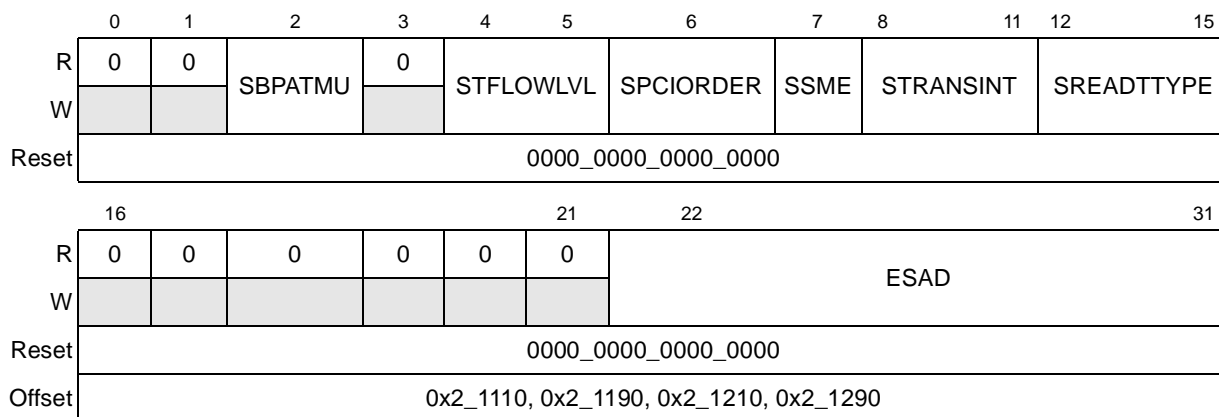 0 1 2 3 4 5 6 7 8 11 12 15
R 0 0 SBPATMU 0 STFLOWLVL SPCIORDER SSME STRANSINT SREADTTYPE
W
Reset 0000_0000_0000_0000
16 21 22 31
R 0 0 0 0 0 0 ESAD
W
Reset 0000_0000_0000_0000
Offset 0x2_1110, 0x2_1190, 0x2_1210, 0x2_1290